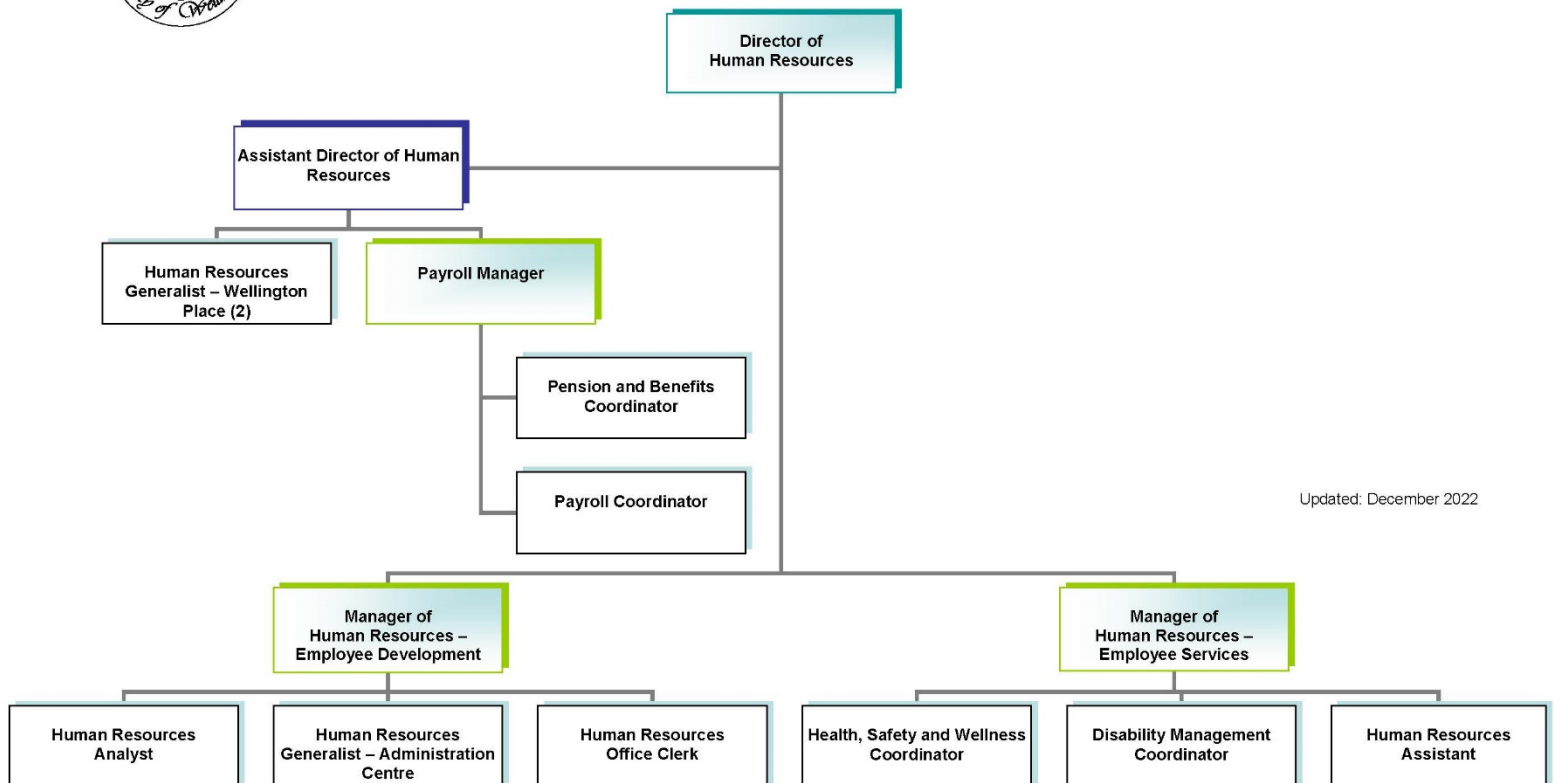 of
Director of
Human Resources
Assistant Director of Human
Resources
Human Resources
Generalist – Wellington
Place (2)
Payroll Manager
Pension and Benefits
Coordinator
Payroll Coordinator
Updated: December 2022
Manager of
Human Resources –
Employee Development
Manager of
Human Resources –
Employee Services
Human Resources
Analyst
Human Resources
Generalist – Administration
Centre
Human Resources
Office Clerk
Health, Safety and Wellness
Coordinator
Disability Management
Coordinator
Human Resources
Assistant